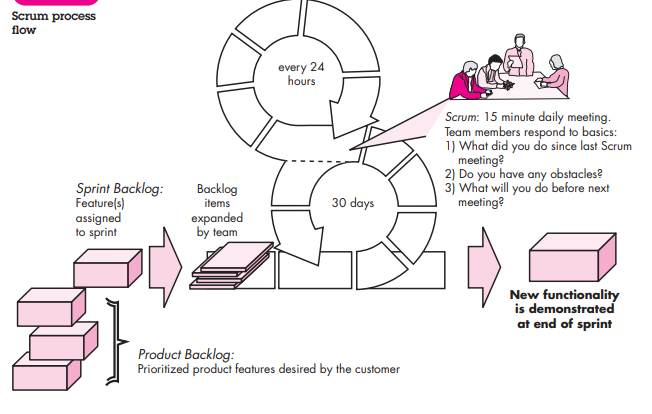 Scrum process
flow
every 24
hours
Scrum: 15 minute daily meeting.
Team members respond to basics:
1) What did you do since last Scrum
meeting?
2) Do you have any obstacles?
3) What will you do before next
meeting?
Sprint Backlog:
Feature(s)
assigned
to sprint
Backlog
items
expanded
by team
30 days
New functionality
is demonstrated
at end of sprint
Product Backlog:
Prioritized product features desired by the customer